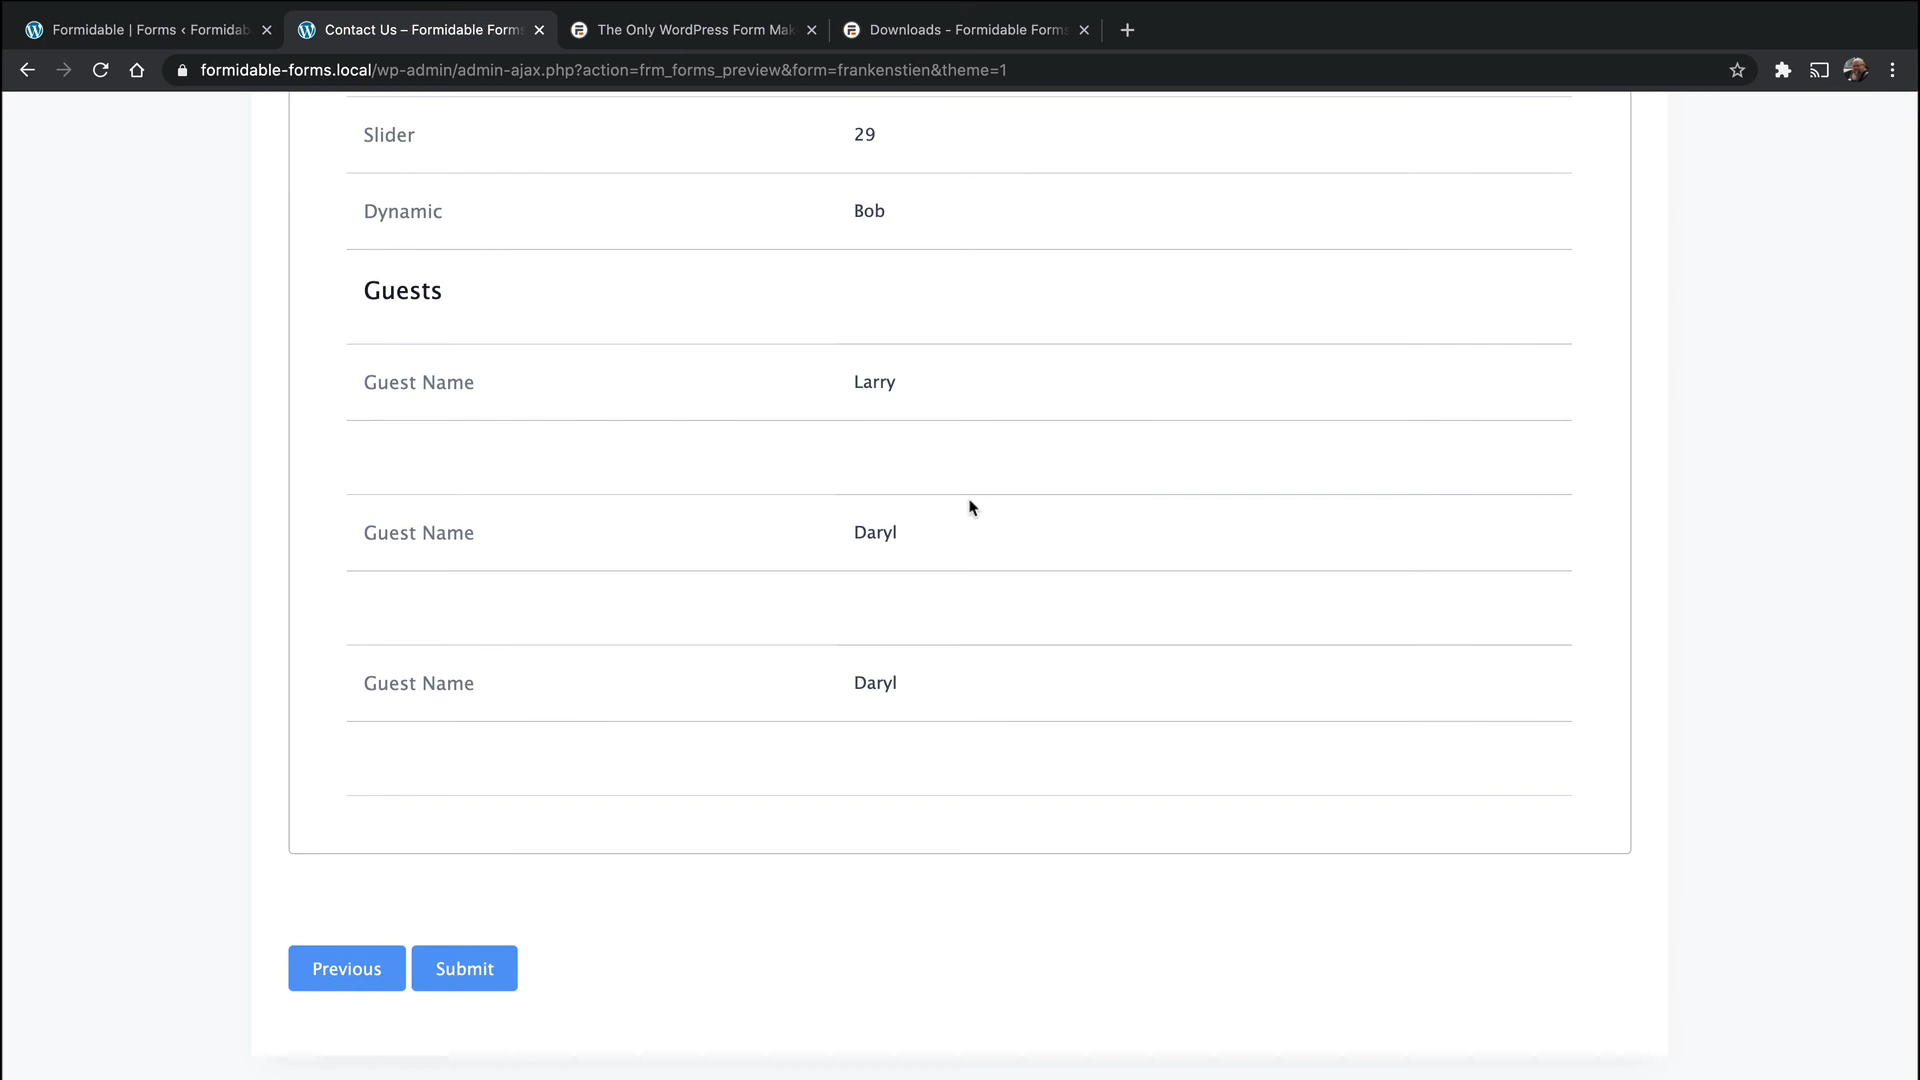 Formidable | Forms ‹ Formidab
Contact Us – Formidable Forms
The Only WordPress Form Mak
Downloads - Formidable Forms
formidable-forms.local/wp-admin/admin-ajax.php?action=frm_forms_preview&form=frankenstien&theme=1
Slider 29
Dynamic Bob
Guests
Guest Name Larry
Guest Name Daryl
Guest Name Daryl
Previous Submit